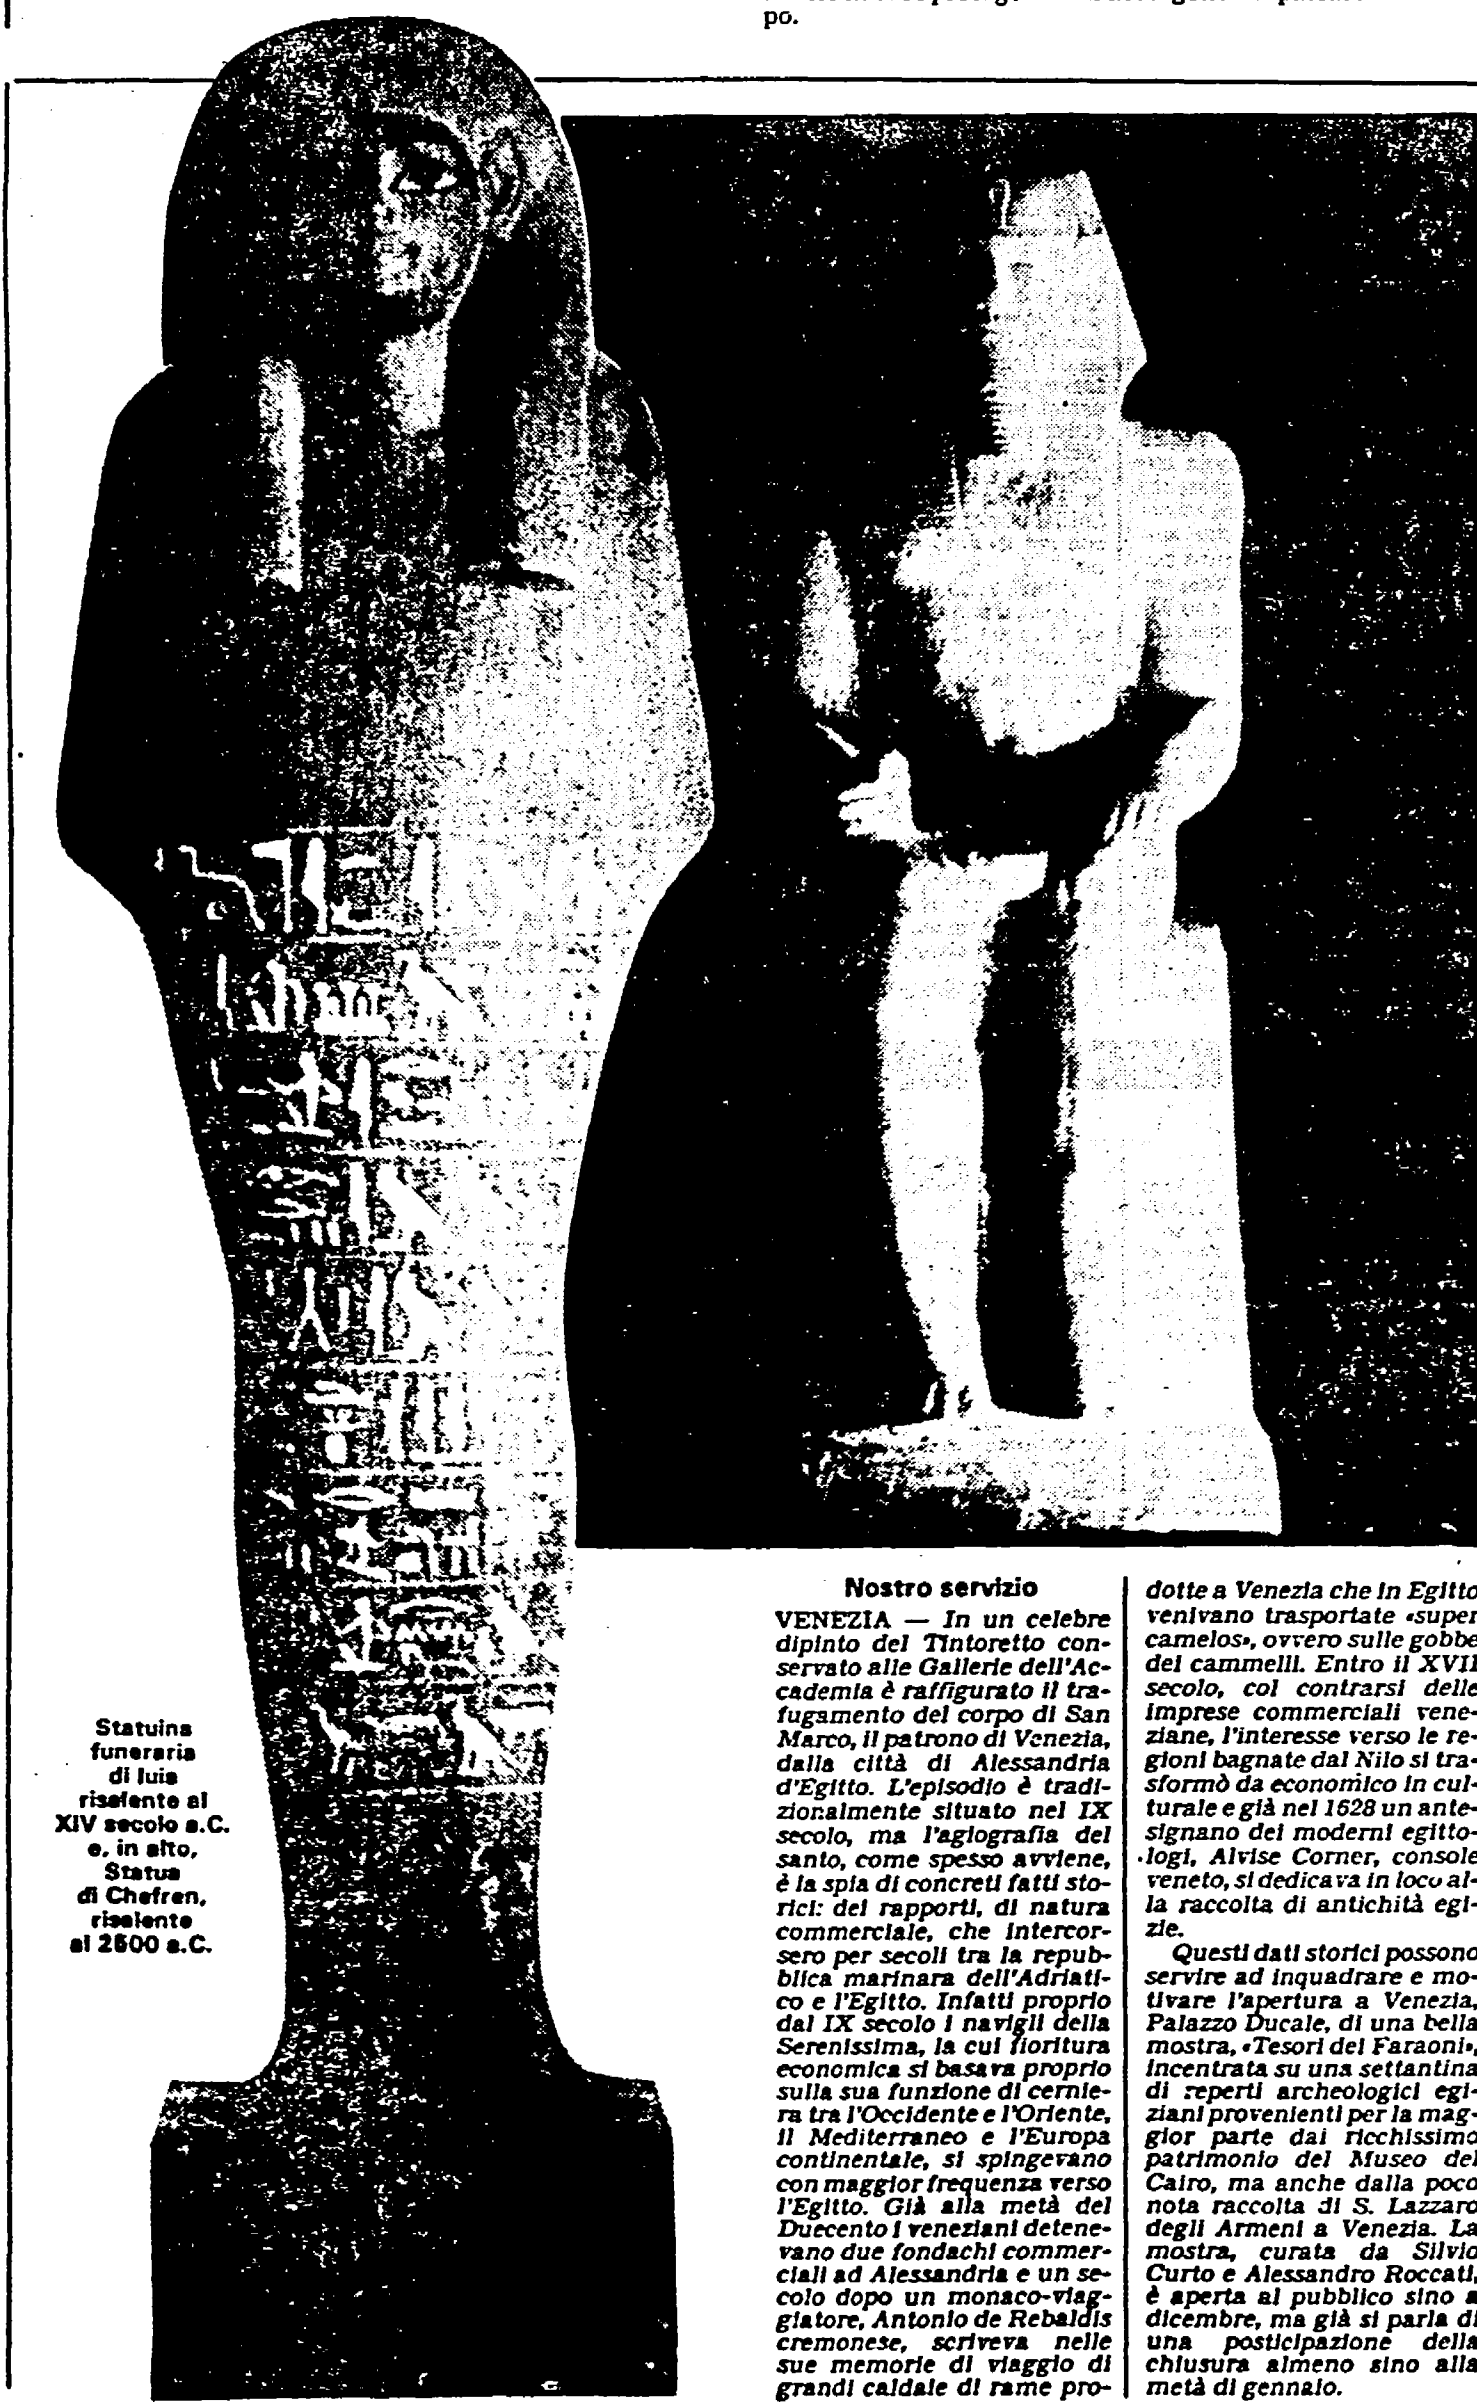 po.
Statuina
funeraria
di Iuia
risalente al
XIV secolo a.C.
e, in alto,
Statua
di Chefren,
risalente
al 2500 a.C.
Nostro servizio
VENEZIA — In un celebre
dipinto del Tintoretto con-
servato alle Gallerie dell'Ac-
cademia è raffigurato il tra-
fugamento del corpo di San
Marco, il patrono di Venezia,
dalla città di Alessandria
d'Egitto. L'episodio è tradi-
zionalmente situato nel IX
secolo, ma l'agiografia del
santo, come spesso avviene,
è la spia di concreti fatti sto-
rici: dei rapporti, di natura
commerciale, che intercor-
sero per secoli tra la repub-
blica marinara dell'Adriati-
co e l'Egitto. Infatti proprio
dal IX secolo i navigli della
Serenissima, la cui fioritura
economica si basava proprio
sulla sua funzione di cernie-
ra tra l'Occidente e l'Oriente,
il Mediterraneo e l'Europa
continentale, si spingevano
con maggior frequenza verso
l'Egitto. Già alla metà del
Duecento i veneziani detene-
vano due fondachi commer-
ciali ad Alessandria e un se-
colo dopo un monaco-viag-
giatore, Antonio de Rebaldis
cremonese, scriveva nelle
sue memorie di viaggio di
grandi caldaie di rame pro-
dotte a Venezia che in Egitto
venivano trasportate «super
camelos», ovvero sulle gobbe
dei cammelli. Entro il XVII
secolo, col contrarsi delle
imprese commerciali vene-
ziane, l'interesse verso le re-
gioni bagnate dal Nilo si tra-
sformò da economico in cul-
turale e già nel 1628 un ante-
signano dei moderni egitto-
logi, Alvise Corner, console
veneto, si dedicava in loco al-
la raccolta di antichità egi-
zie.
Questi dati storici possono
servire ad inquadrare e mo-
tivare l'apertura a Venezia,
Palazzo Ducale, di una bella
mostra, «Tesori dei Faraoni»,
incentrata su una settantina
di reperti archeologici egi-
ziani provenienti per la mag-
gior parte dai ricchissimo
patrimonio del Museo del
Cairo, ma anche dalla poco
nota raccolta di S. Lazzaro
degli Armeni a Venezia. La
mostra, curata da Silvio
Curto e Alessandro Roccati,
è aperta al pubblico sino a
dicembre, ma già si parla di
una posticipazione della
chiusura almeno sino alla
metà di gennaio.